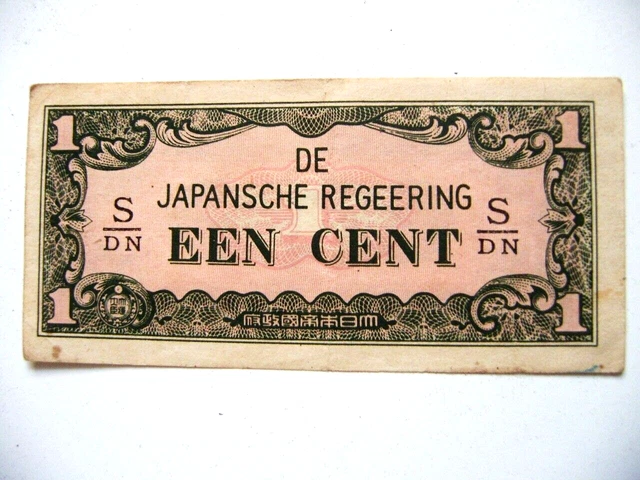 1 1
DE
JAPANSCHE REGEERING
S S
DN DN
EEN CENT
1 1
府政國帝本日大